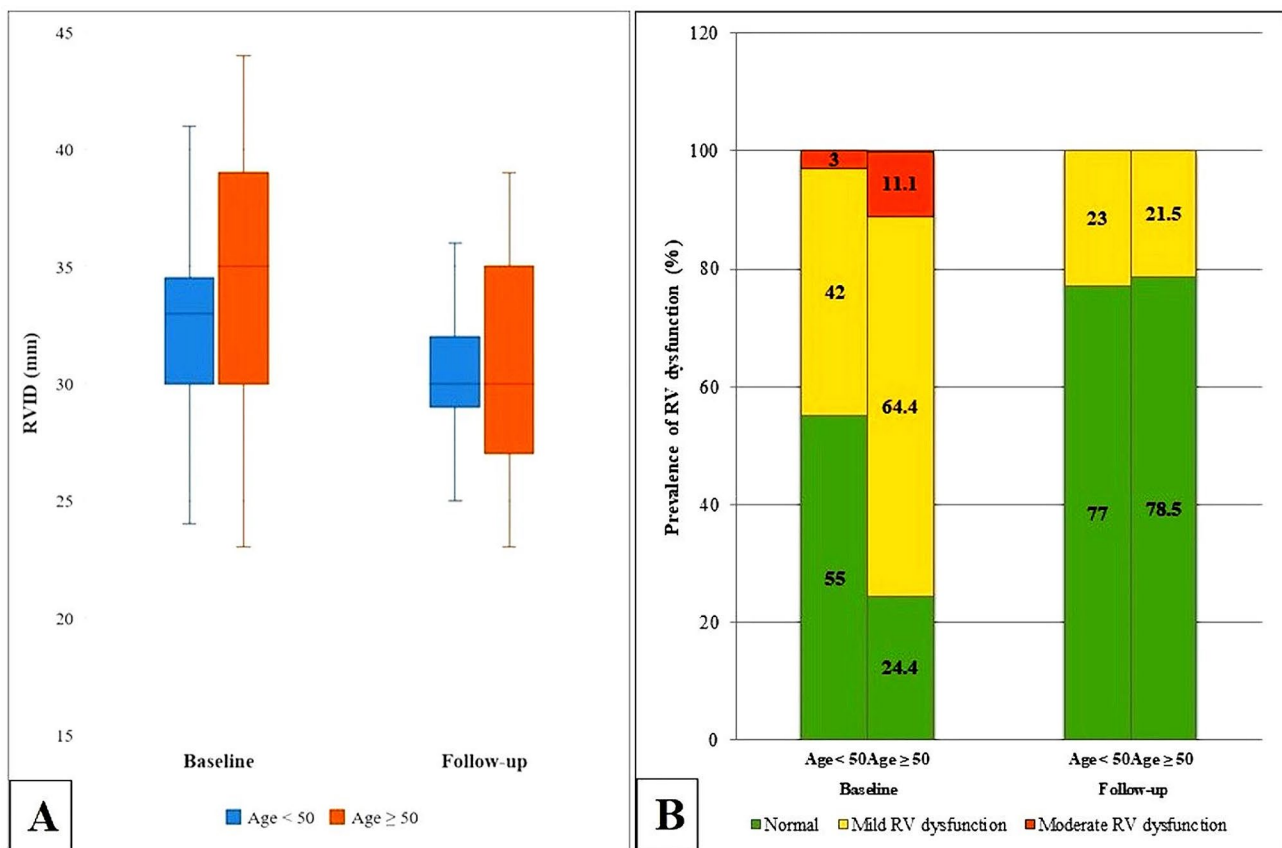 45
40
35
30
25
20
15
RVID (mm)
Baseline
Follow-up
Age < 50
Age ≥ 50
A
120
100
80
60
40
20
0
Prevalence of RV dysfunction (%)
3
42
55
11.1
64.4
24.4
23
77
21.5
78.5
Age < 50 Age ≥ 50
Baseline
Age < 50 Age ≥ 50
Follow-up
Normal
Mild RV dysfunction
Moderate RV dysfunction
B